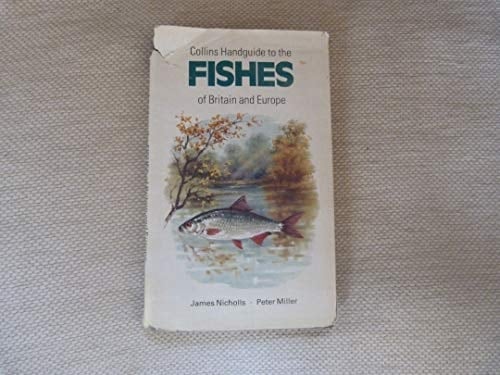 Collins Handguide to the
FISHES
of Britain and Europe
James Nicholls · Peter Miller